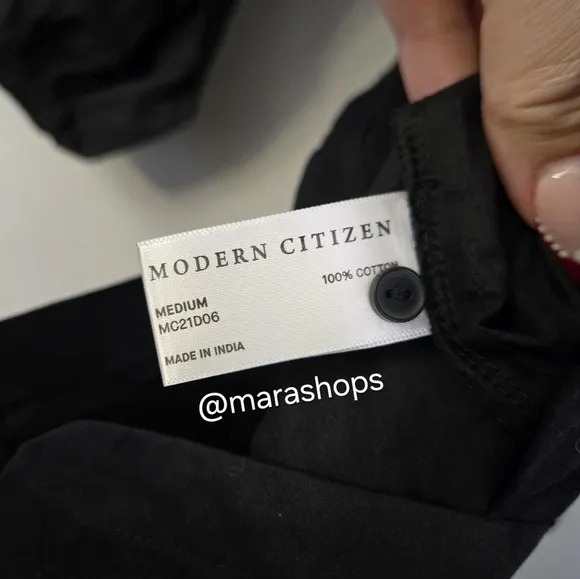 MODERN CITIZEN
100% COTTON
MEDIUM
MC21D06
MADE IN INDIA
@marashops